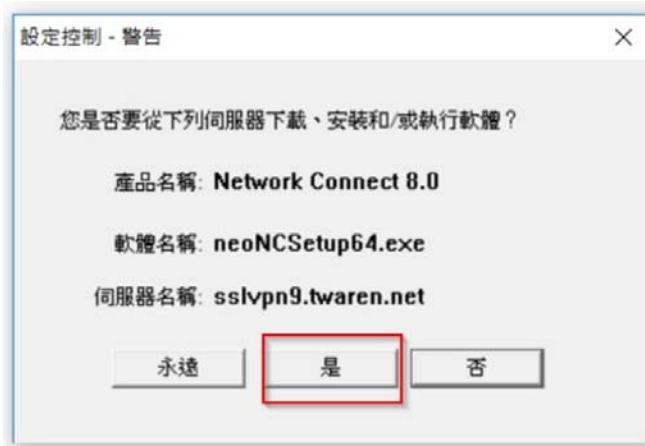 設定控制 - 警告
您是否要從下列伺服器下載、安裝和/或執行軟體？
產品名稱: Network Connect 8.0
軟體名稱: neoNCSetup64.exe
伺服器名稱: sslvpn9.twaren.net
永遠 是 否